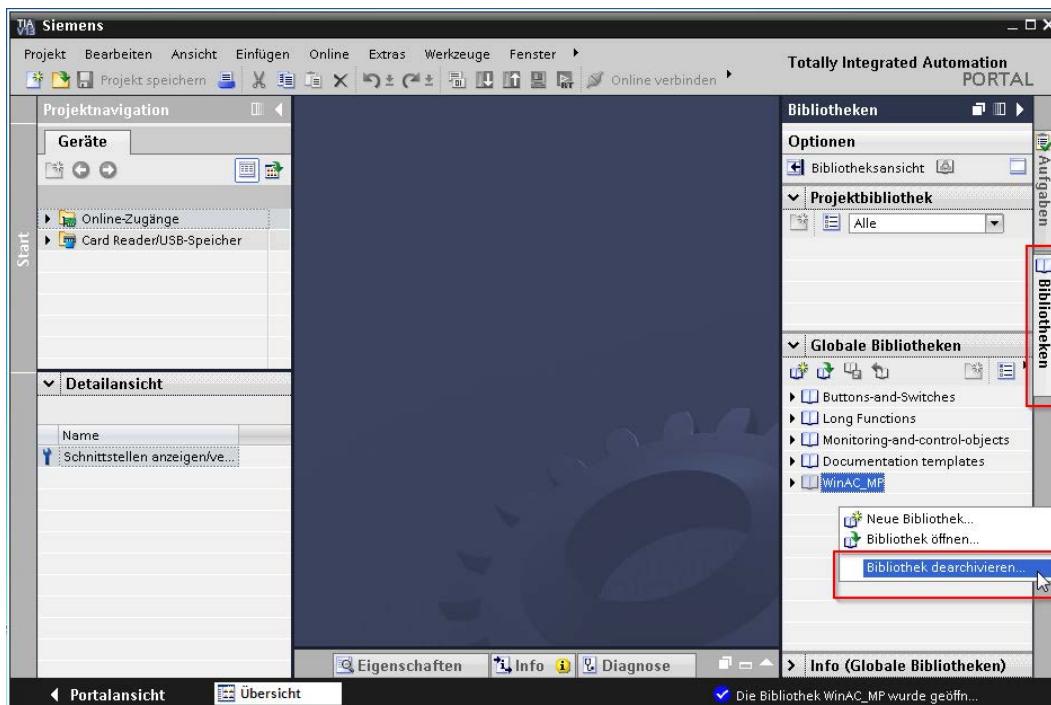 TIA
V13
Siemens
Projekt Bearbeiten Ansicht Einfügen Online Extras Werkzeuge Fenster
Projekt speichern
RT
Online verbinden
Totally Integrated Automation
PORTAL
Start
Projektnavigation
Geräte
Online-Zugänge
Card Reader/USB-Speicher
Detailansicht
Name
Schnittstellen anzeigen/ve...
Eigenschaften
Info
Diagnose
Bibliotheken
Optionen
Bibliotheksansicht
Projektbibliothek
Alle
Globale Bibliotheken
Buttons-and-Switches
Long Functions
Monitoring-and-control-objects
Documentation templates
WinAC_MP
Neue Bibliothek...
Bibliothek öffnen...
Bibliothek dearchivieren...
Info (Globale Bibliotheken)
Aufgaben
Bibliotheken
Portalansicht
Übersicht
Die Bibliothek WinAC_MP wurde geöffn...